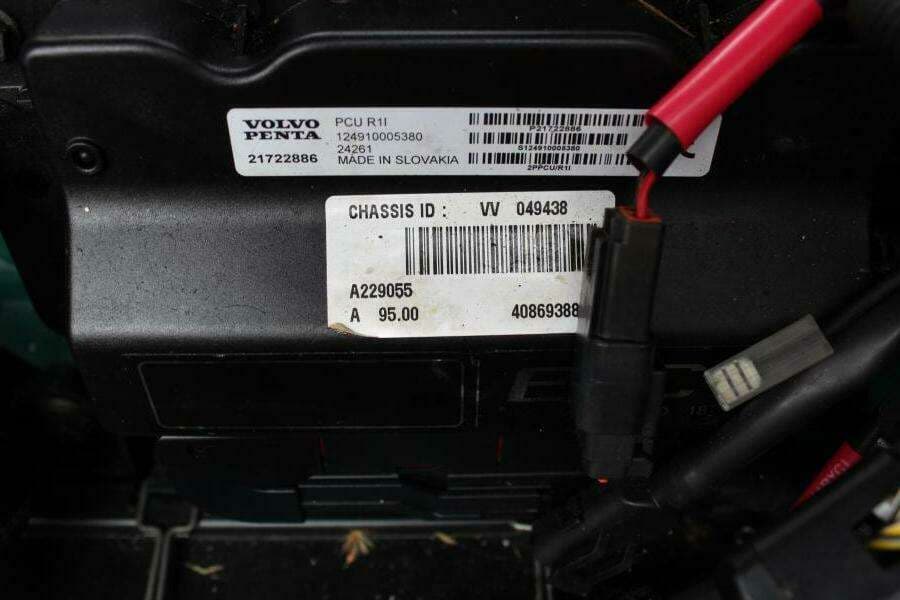 VOLVO
PENTA
21722886
PCU R1I
124910005380
24261
MADE IN SLOVAKIA
P21722886
S124910005380
2PPCU/R1I
CHASSIS ID : VV 049438
A229055
A 95.00 40869388
18